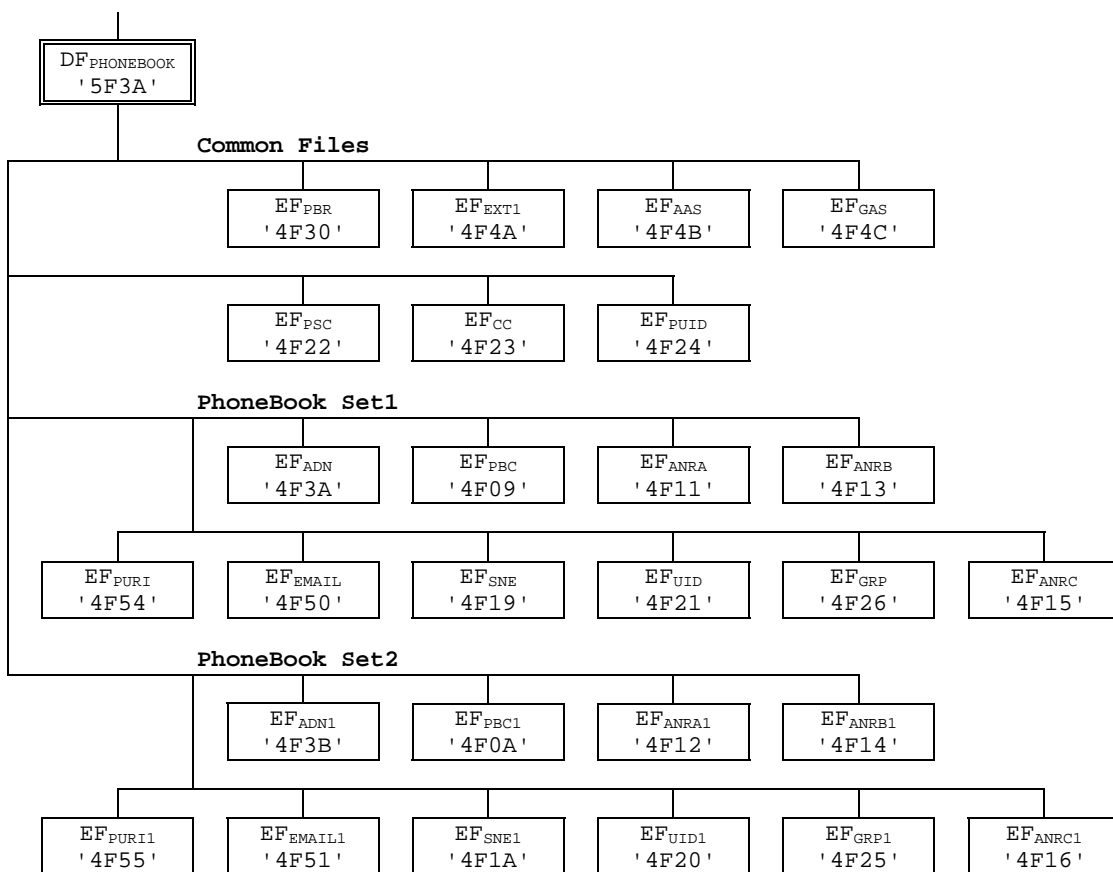 DFPHONEBOOK
'5F3A'
Common Files
EFPBR EFEXT1 EFAAS EFGAS
'4F30' '4F4A' '4F4B' '4F4C'
EFPSC EFCC EFPUID
'4F22' '4F23' '4F24'
PhoneBook Set1
EFADN EFPBC EFANRA EFANRB
'4F3A' '4F09' '4F11' '4F13'
EFPURI EFEMAIL EFSNE EFUID EFGRP EFANRC
'4F54' '4F50' '4F19' '4F21' '4F26' '4F15'
PhoneBook Set2
EFADN1 EFPBC1 EFANRA1 EFANRB1
'4F3B' '4F0A' '4F12' '4F14'
EFPURI1 EFEMAIL1 EFSNE1 EFUID1 EFGRP1 EFANRC1
'4F55' '4F51' '4F1A' '4F20' '4F25' '4F16'